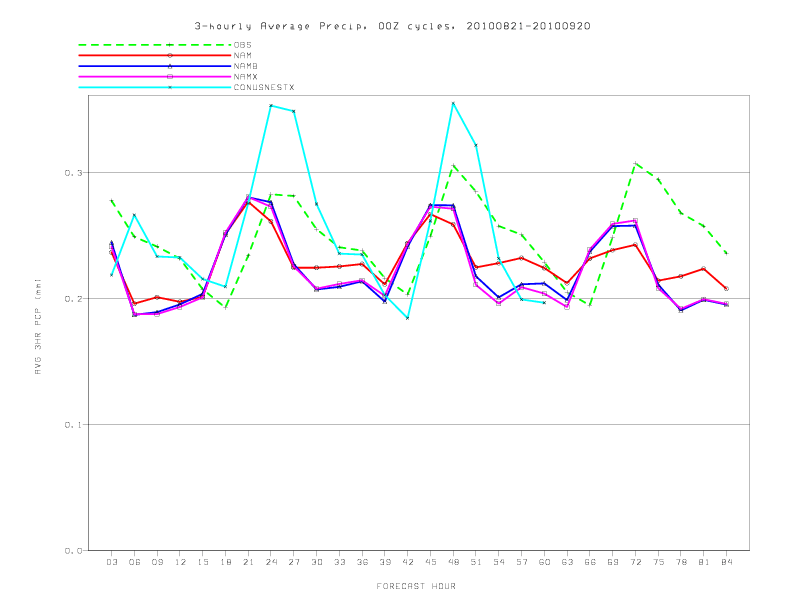 3-hourly Average Precip, 00Z cycles, 20100821-20100920
OBS
NAM
NAMB
NAMX
CONUSNESTX
0.3
0.2
0.1
0.0
AVG 3HR PCP (mm)
03 06 09 12 15 18 21 24 27 30 33 36 39 42 45 48 51 54 57 60 63 66 69 72 75 78 81 84
FORECAST HOUR